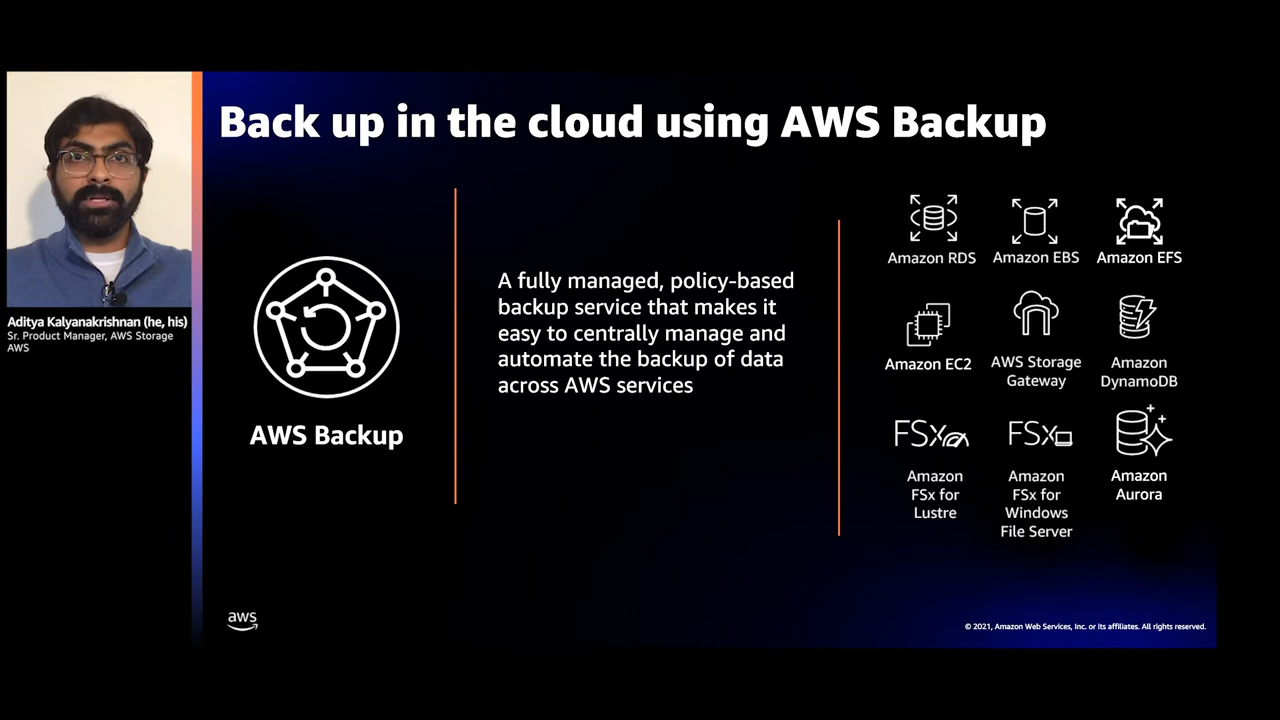 Back up in the cloud using AWS Backup
Aditya Kalyanakrishnan (he, his)
Sr. Product Manager, AWS Storage
AWS
AWS Backup
A fully managed, policy-based
backup service that makes it
easy to centrally manage and
automate the backup of data
across AWS services
Amazon RDS
Amazon EBS
Amazon EFS
Amazon EC2
AWS Storage
Gateway
Amazon
DynamoDB
FSx
Amazon
FSx for
Lustre
FSx
Amazon
FSx for
Windows
File Server
Amazon
Aurora
aws
© 2021, Amazon Web Services, Inc. or its affiliates. All rights reserved.